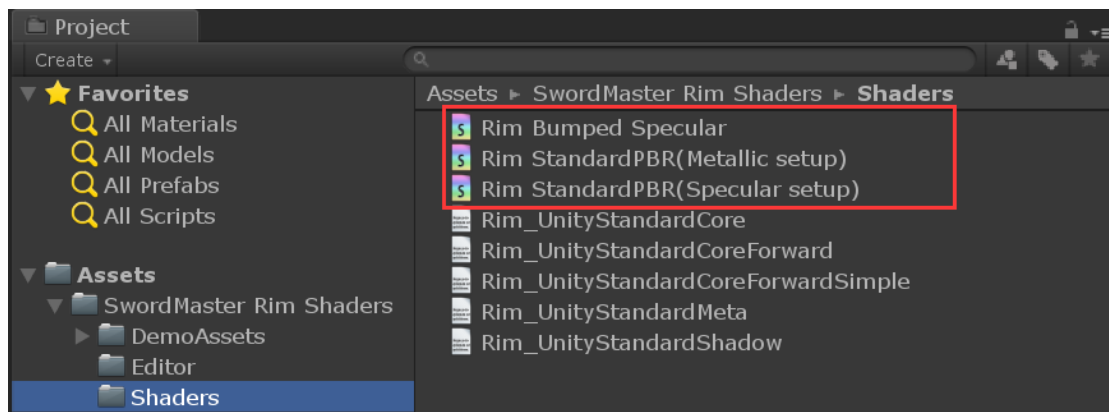 Project
Create
Favorites
All Materials
All Models
All Prefabs
All Scripts
Assets
SwordMaster Rim Shaders
DemoAssets
Editor
Shaders
Assets ▸ SwordMaster Rim Shaders ▸ Shaders
Rim Bumped Specular
Rim StandardPBR(Metallic setup)
Rim StandardPBR(Specular setup)
Rim_UnityStandardCore
Rim_UnityStandardCoreForward
Rim_UnityStandardCoreForwardSimple
Rim_UnityStandardMeta
Rim_UnityStandardShadow